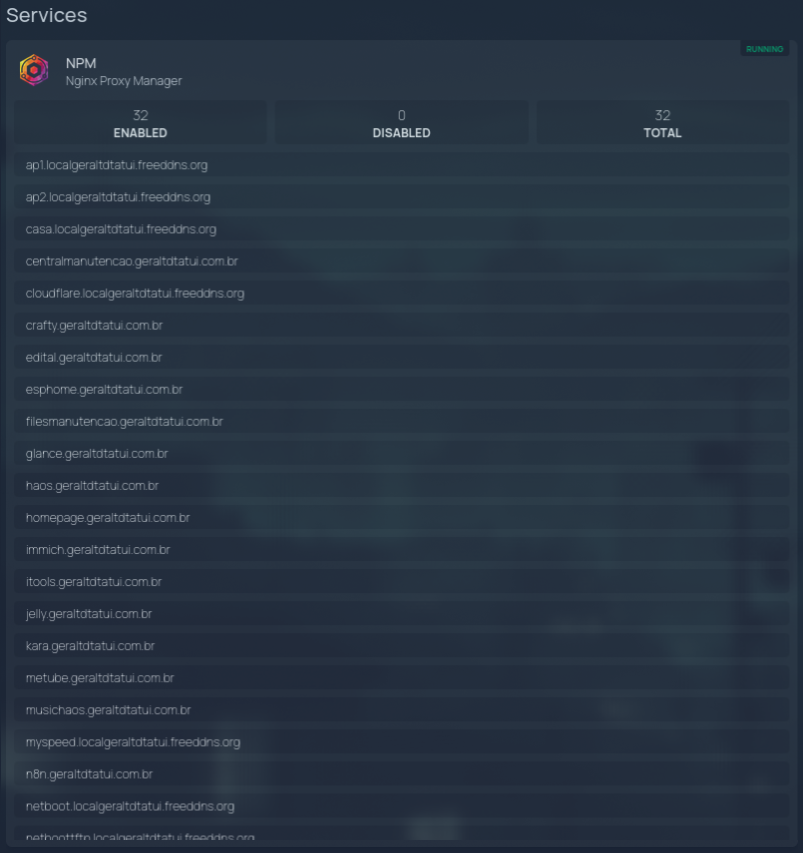 Services
RUNNING
NPM
Nginx Proxy Manager
32
ENABLED
0
DISABLED
32
TOTAL
ap1.localgeraltdtatui.freeddns.org
ap2.localgeraltdtatui.freeddns.org
casa.localgeraltdtatui.freeddns.org
centralmanutencao.geraltdtatui.com.br
cloudflare.localgeraltdtatui.freeddns.org
crafty.geraltdtatui.com.br
edital.geraltdtatui.com.br
esphome.geraltdtatui.com.br
filesmanutencao.geraltdtatui.com.br
glance.geraltdtatui.com.br
haos.geraltdtatui.com.br
homepage.geraltdtatui.com.br
immich.geraltdtatui.com.br
itools.geraltdtatui.com.br
jelly.geraltdtatui.com.br
kara.geraltdtatui.com.br
metube.geraltdtatui.com.br
musichaos.geraltdtatui.com.br
myspeed.localgeraltdtatui.freeddns.org
n8n.geraltdtatui.com.br
netboot.localgeraltdtatui.freeddns.org
netboottftp.localgeraltdtatui.freeddns.org